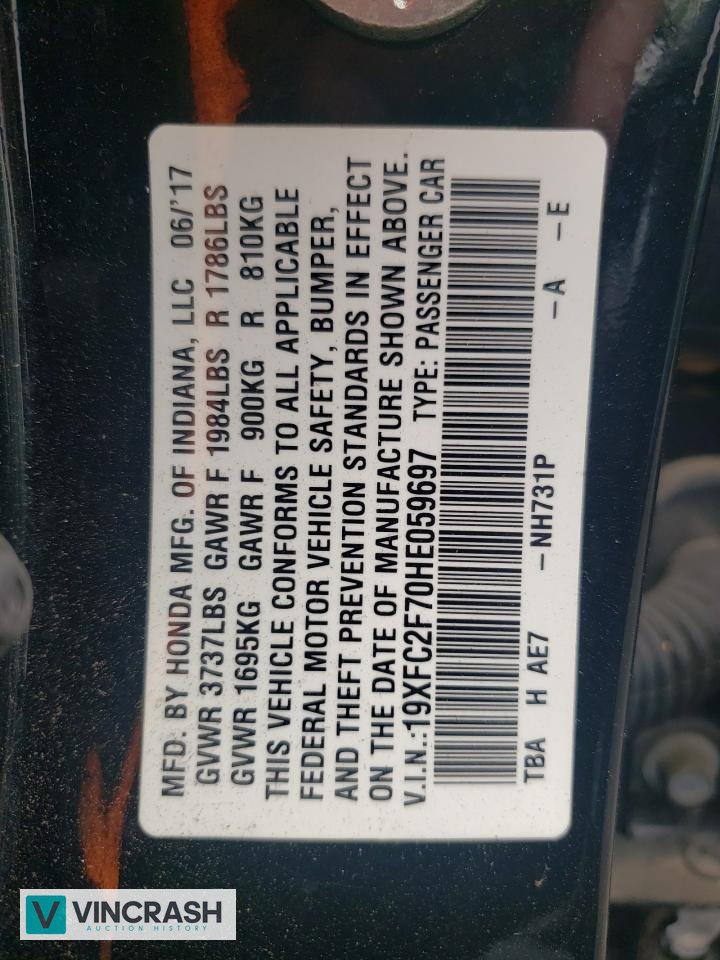 MFD. BY HONDA MFG. OF INDIANA, LLC 06/'17
GVWR 3737LBS GAWR F 1984LBS R 1786LBS
GVWR 1695KG GAWR F 900KG R 810KG
THIS VEHICLE CONFORMS TO ALL APPLICABLE
FEDERAL MOTOR VEHICLE SAFETY, BUMPER,
AND THEFT PREVENTION STANDARDS IN EFFECT
ON THE DATE OF MANUFACTURE SHOWN ABOVE.
V.I.N.:19XFC2F70HE059697 TYPE: PASSENGER CAR
TBA H AE7 -NH731P -A -E
V VINCRASH
AUCTION HISTORY